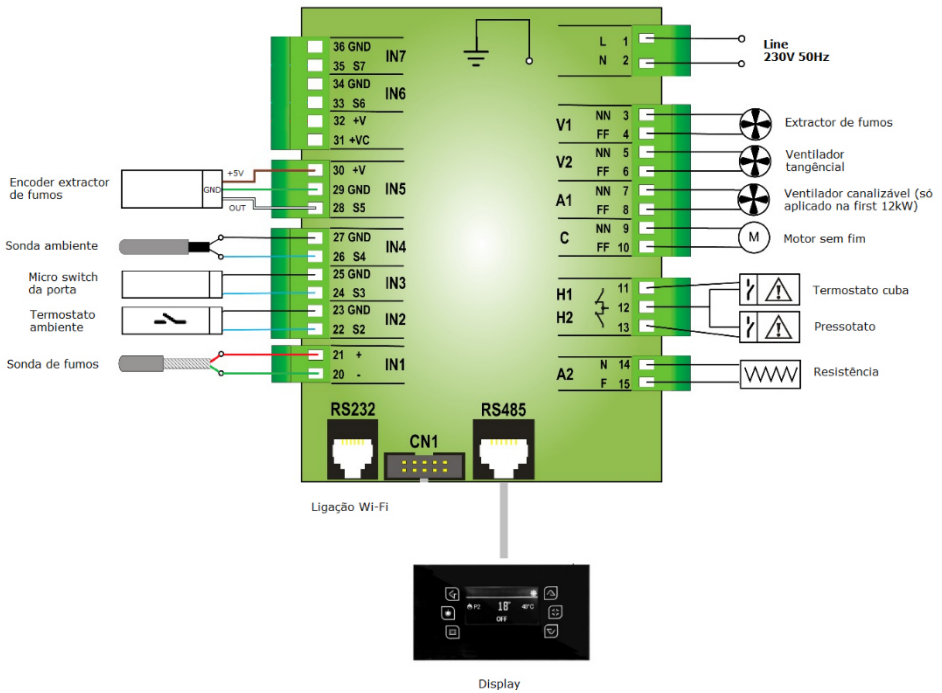 36 GND
35 S7
IN7
34 GND
33 S6
IN6
32 +V
31 +VC
30 +V
29 GND
28 S5
IN5
27 GND
26 S4
IN4
25 GND
24 S3
IN3
23 GND
22 S2
IN2
21 +
20 -
IN1
Encoder extractor
de fumos
+5V
GND
OUT
Sonda ambiente
Micro switch
da porta
Termostato
ambiente
Sonda de fumos
L 1
N 2
Line
230V 50Hz
V1
NN 3
FF 4
Extractor de fumos
V2
NN 5
FF 6
Ventilador
tangêncial
A1
NN 7
FF 8
Ventilador canalizável (só
aplicado na first 12kW)
C
NN 9
FF 10
M
Motor sem fim
H1
H2
11
12
13
Termostato cuba
Pressotato
A2
N 14
F 15
Resistência
RS232
CN1
RS485
Ligação Wi-Fi
P2
18°
40°C
OFF
Display